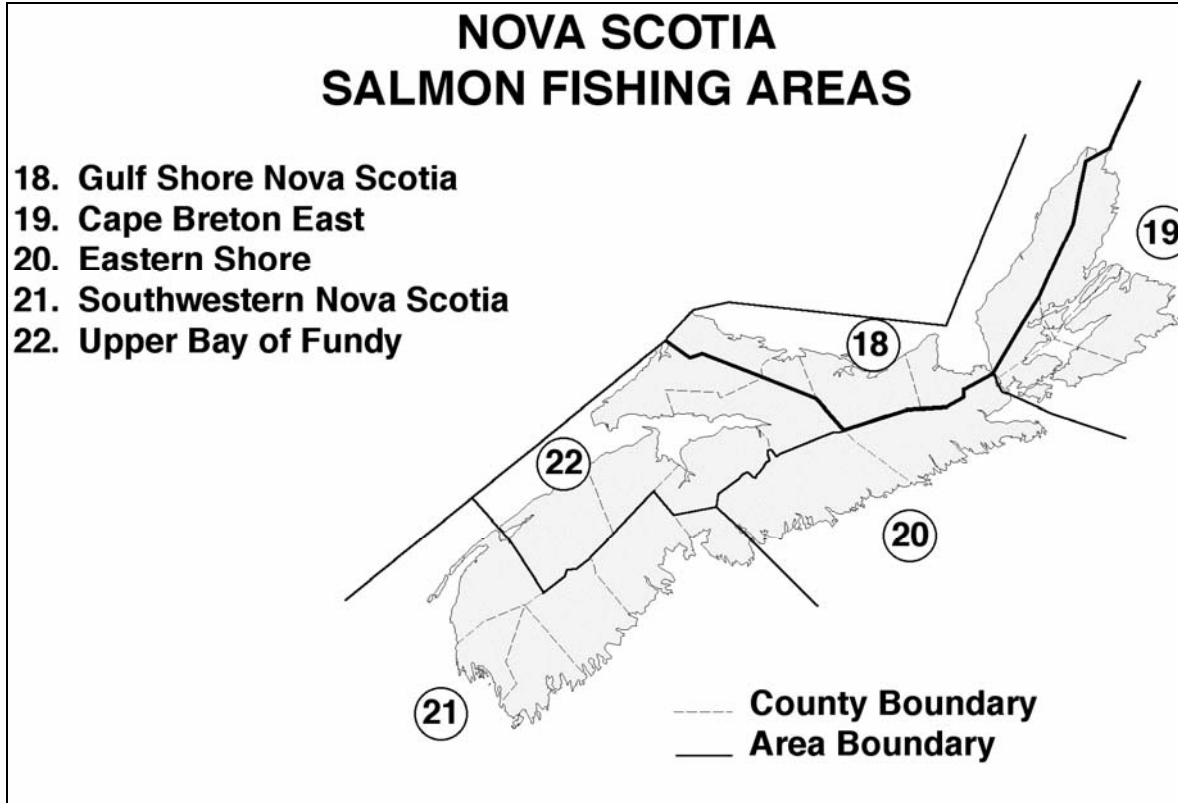 NOVA SCOTIA
SALMON FISHING AREAS
18. Gulf Shore Nova Scotia
19. Cape Breton East
20. Eastern Shore
21. Southwestern Nova Scotia
22. Upper Bay of Fundy
19
18
22
20
21
County Boundary
Area Boundary